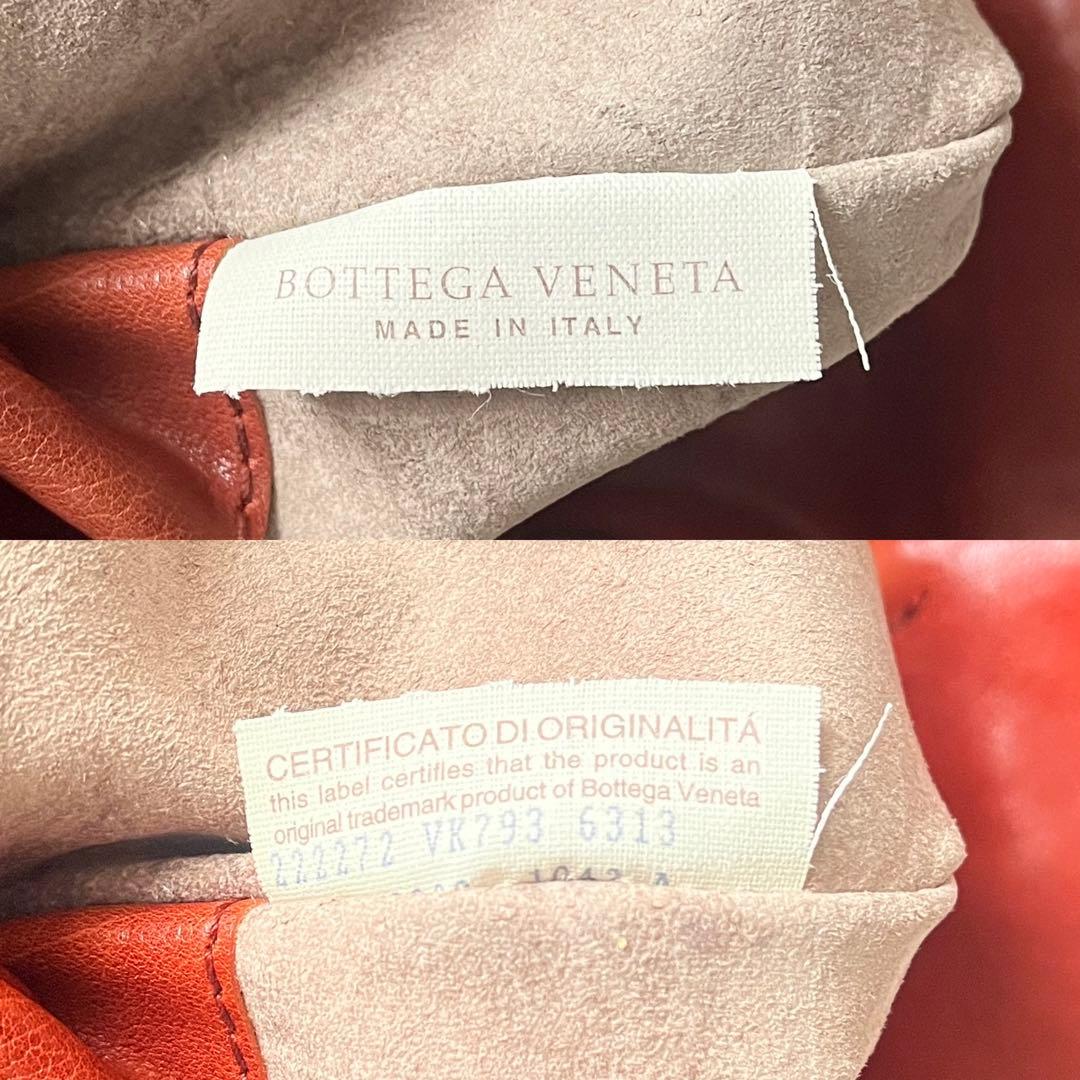 BOTTEGA VENETA
MADE IN ITALY
CERTIFICATO DI ORIGINALITÁ
this label certifies that the product is an
original trademark product of Bottega Veneta
222272 VK793 6313